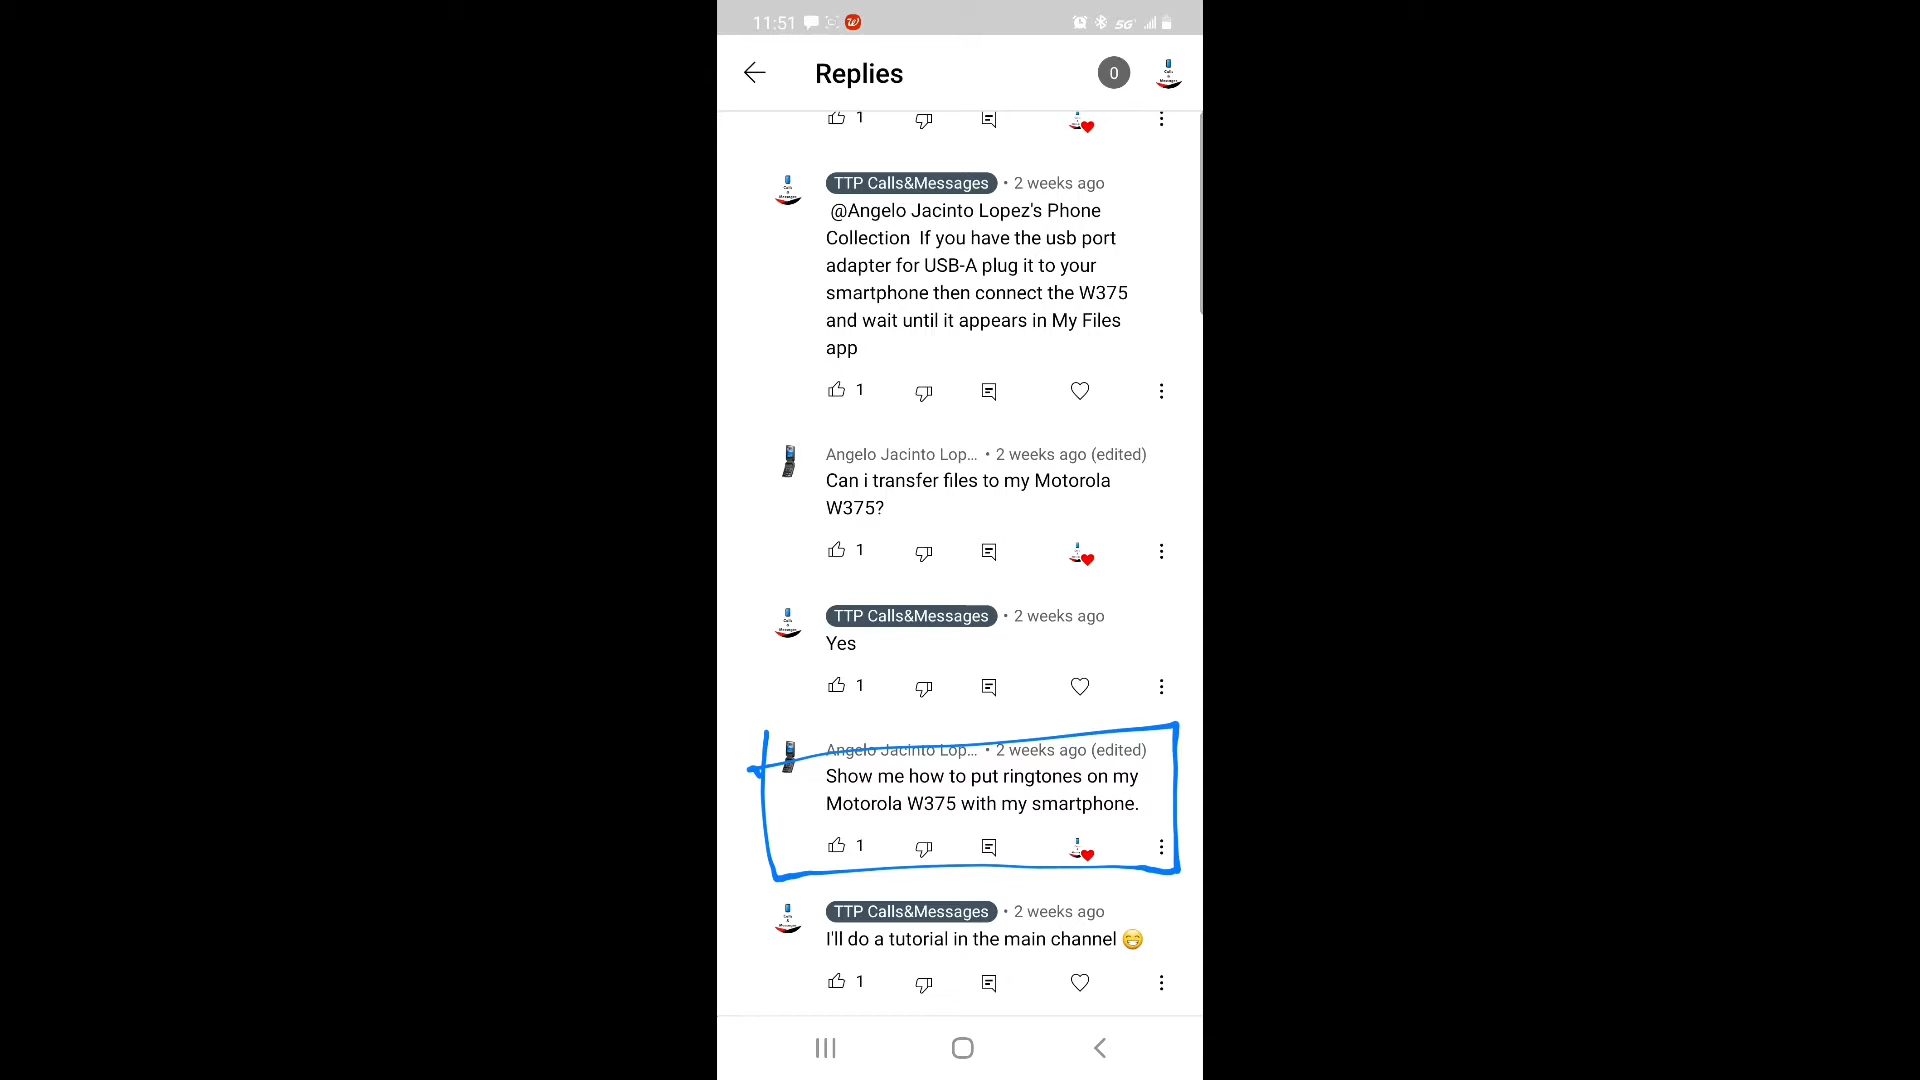 11:51
5G
Replies
0
1
TTP Calls&Messages • 2 weeks ago
@Angelo Jacinto Lopez's Phone
Collection If you have the usb port
adapter for USB-A plug it to your
smartphone then connect the W375
and wait until it appears in My Files
app
1
Angelo Jacinto Lop... • 2 weeks ago (edited)
Can i transfer files to my Motorola
W375?
1
TTP Calls&Messages • 2 weeks ago
Yes
1
Angelo Jacinto Lop... • 2 weeks ago (edited)
Show me how to put ringtones on my
Motorola W375 with my smartphone.
1
TTP Calls&Messages • 2 weeks ago
I'll do a tutorial in the main channel 😁
1